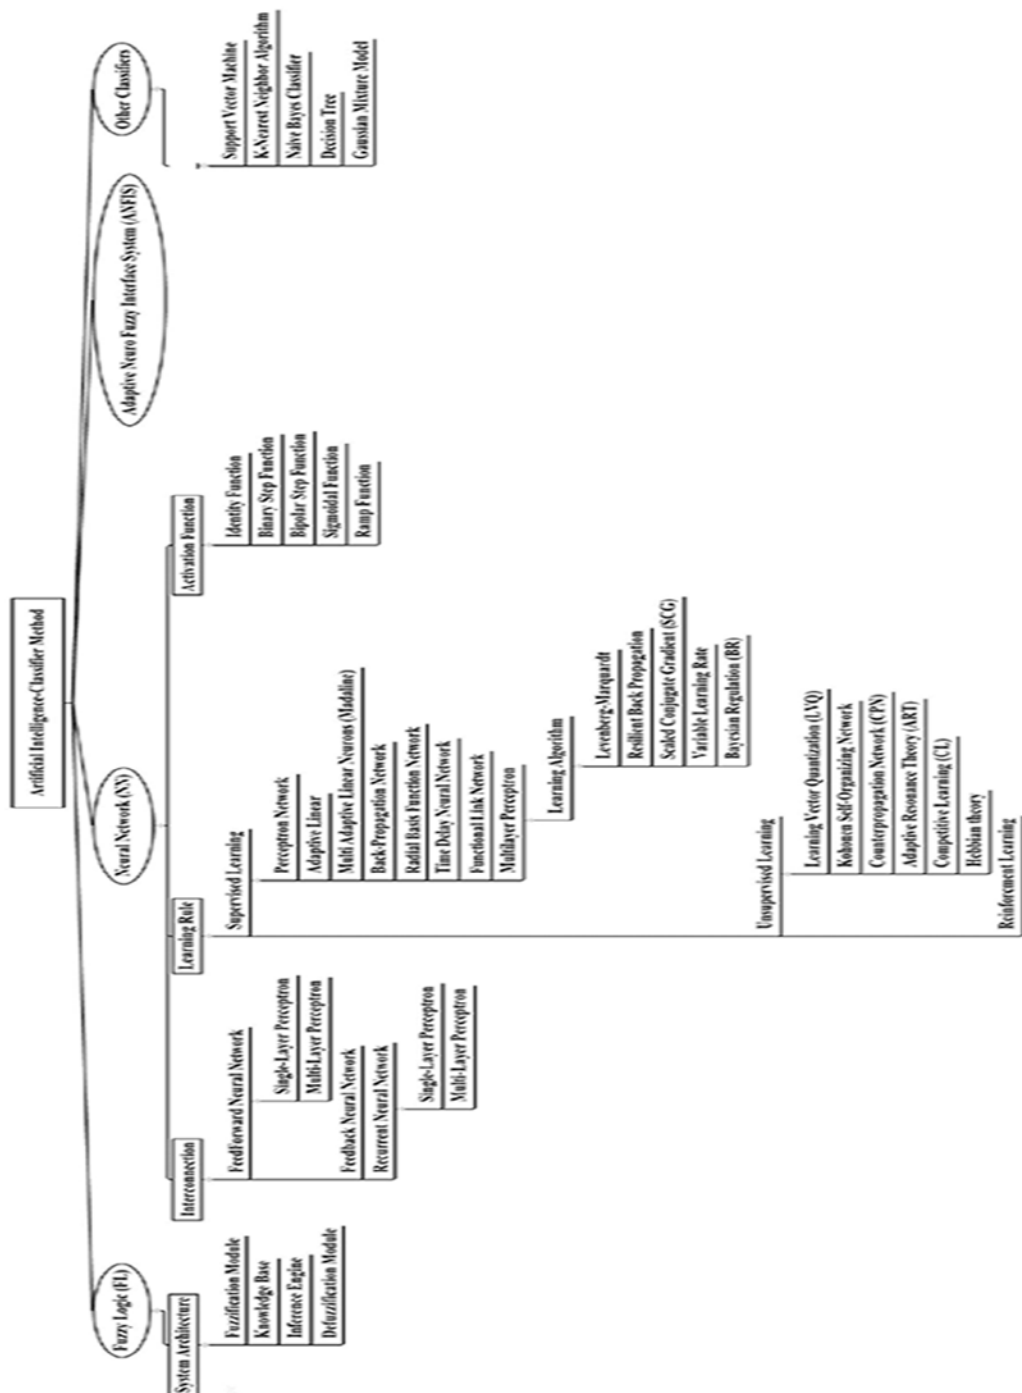 Artificial Intelligence-Classifier Method
Fuzzy Logic (FL)
System Architecture
Fuzzification Module
Knowledge Base
Inference Engine
Defuzzification Module
Neural Network (NN)
Interconnection
FeedForward Neural Network
Single-Layer Perceptron
Multi-Layer Perceptron
Feedback Neural Network
Recurrent Neural Network
Single-Layer Perceptron
Multi-Layer Perceptron
Learning Rule
Supervised Learning
Perceptron Network
Adaptive Linear
Multi Adaptive Linear Neurons (Madaline)
Back-Propagation Network
Radial Basis Function Network
Time Delay Neural Network
Functional Link Network
Multilayer Perceptron
Learning Algorithm
Levenberg-Marquardt
Resilient Back Propagation
Scaled Conjugate Gradient (SCG)
Variable Learning Rate
Bayesian Regulation (BR)
Unsupervised Learning
Learning Vector Quantization (LVQ)
Kohonen Self-Organizing Network
Counterpropagation Network (CPN)
Adaptive Resonance Theory (ART)
Competitive Learning (CL)
Hebbian theory
Reinforcement Learning
Activation Function
Identity Function
Binary Step Function
Bipolar Step Function
Sigmoidal Function
Ramp Function
Adaptive Neuro Fuzzy Interface System (ANFIS)
Other Classifiers
Support Vector Machine
K-Nearest Neighbor Algorithm
Naive Bayes Classifier
Decision Tree
Gaussian Mixture Model